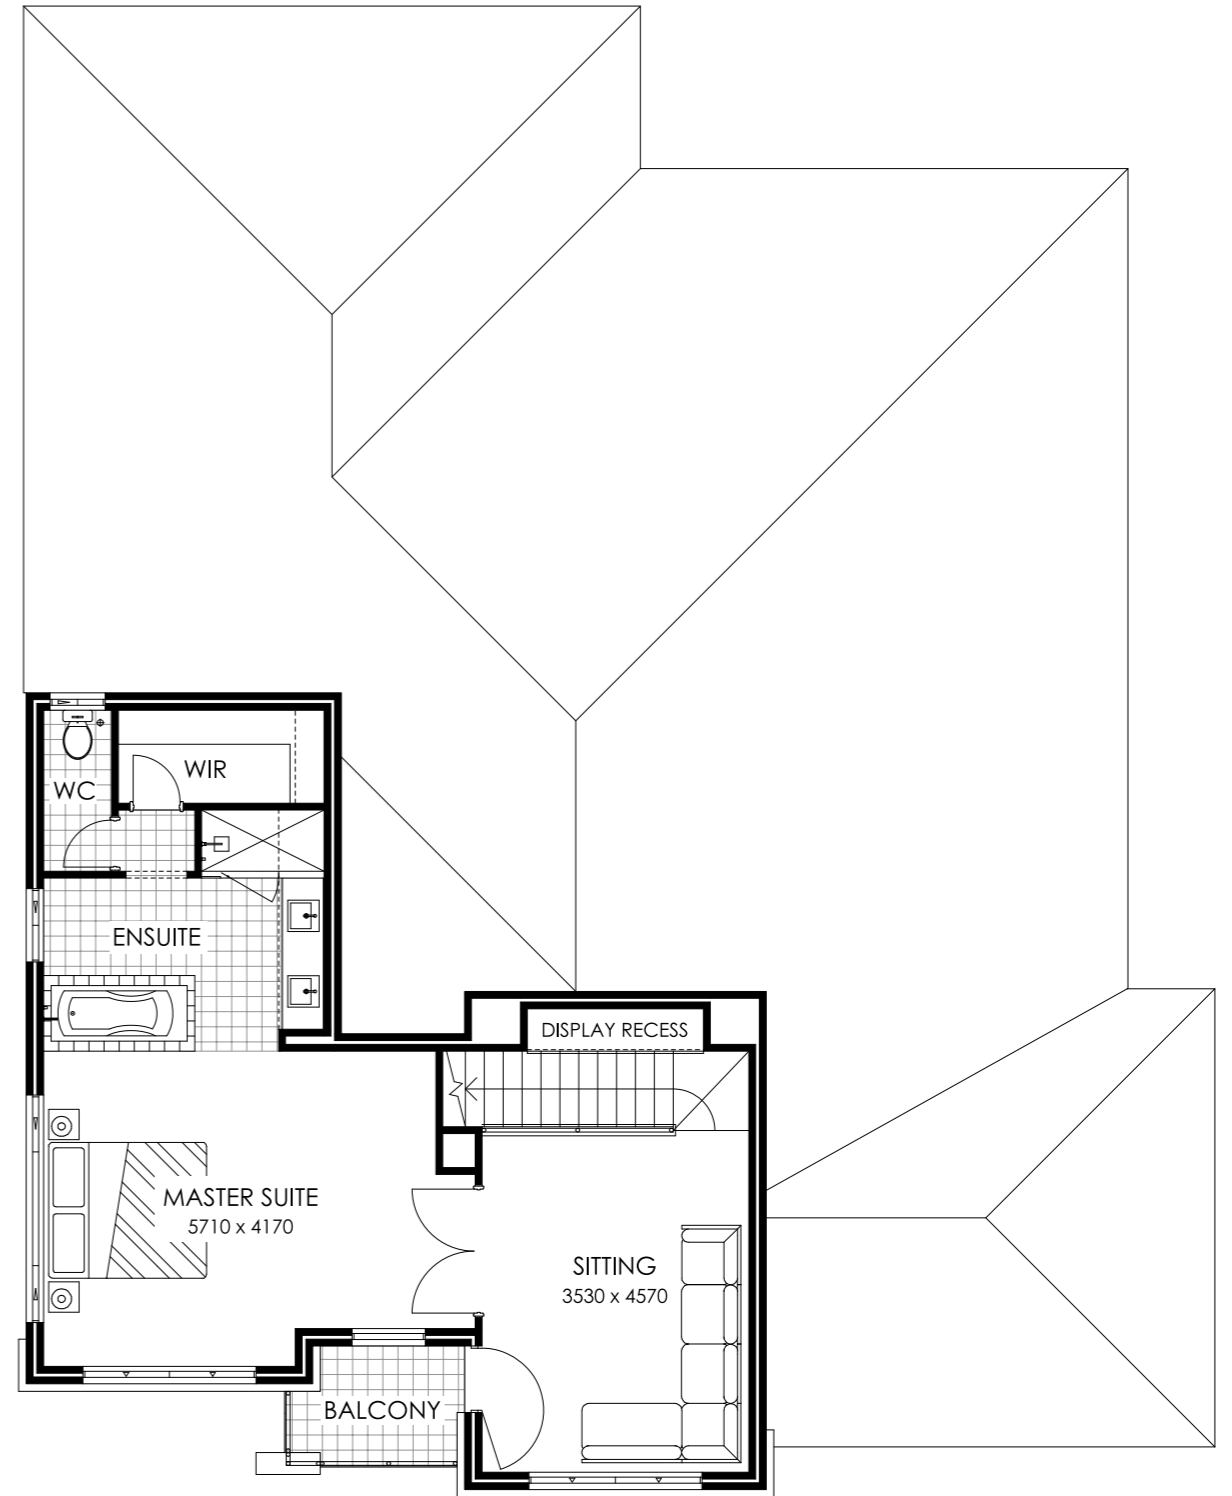 WIR
WC
ENSUITE
DISPLAY RECESS
MASTER SUITE
5710 x 4170
SITTING
3530 x 4570
BALCONY